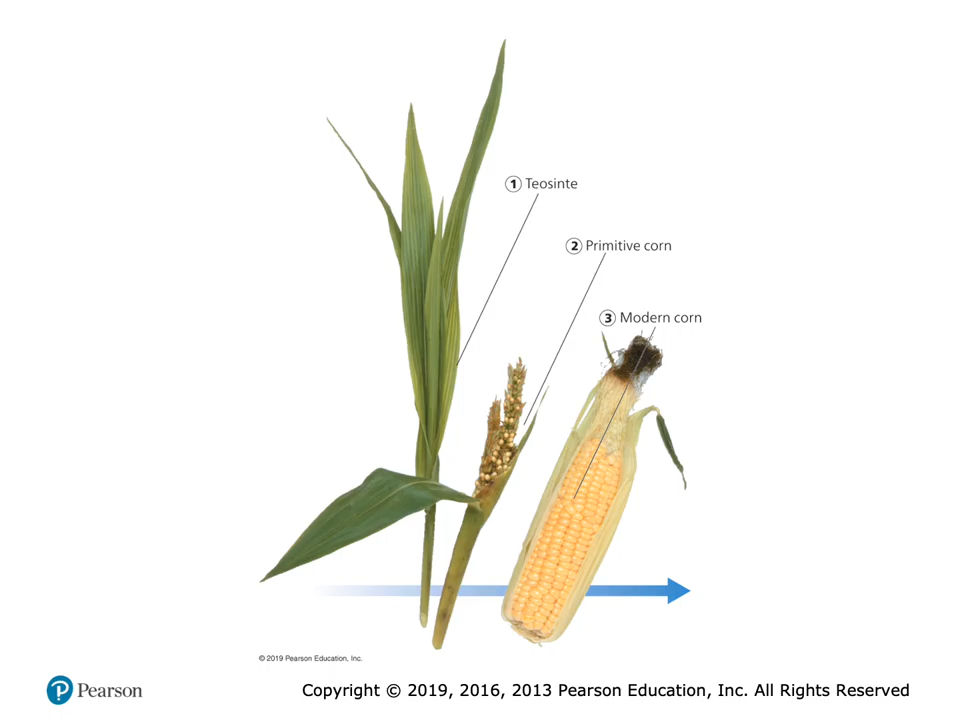 1 Teosinte
2 Primitive corn
3 Modern corn
© 2019 Pearson Education, Inc.
P Pearson
Copyright © 2019, 2016, 2013 Pearson Education, Inc. All Rights Reserved